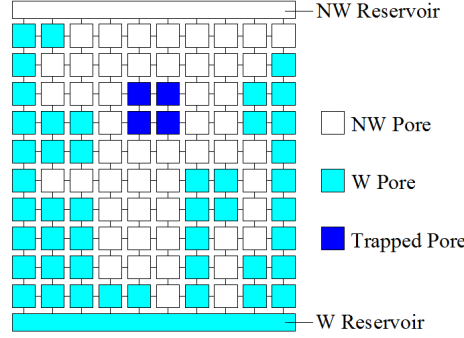 NW Reservoir
NW Pore
W Pore
Trapped Pore
W Reservoir